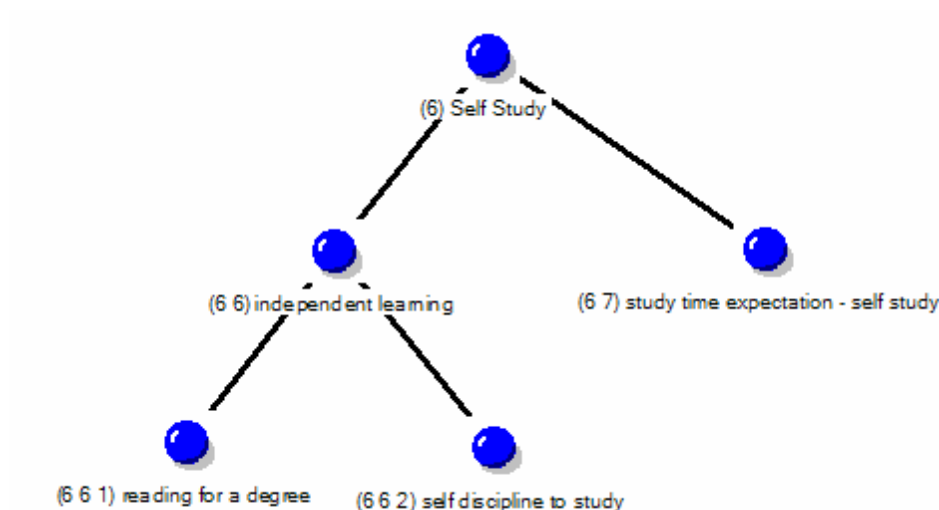 (6) Self Study
(6 6) independent learning
(6 7) study time expectation - self study
(6 6 1) reading for a degree
(6 6 2) self discipline to study